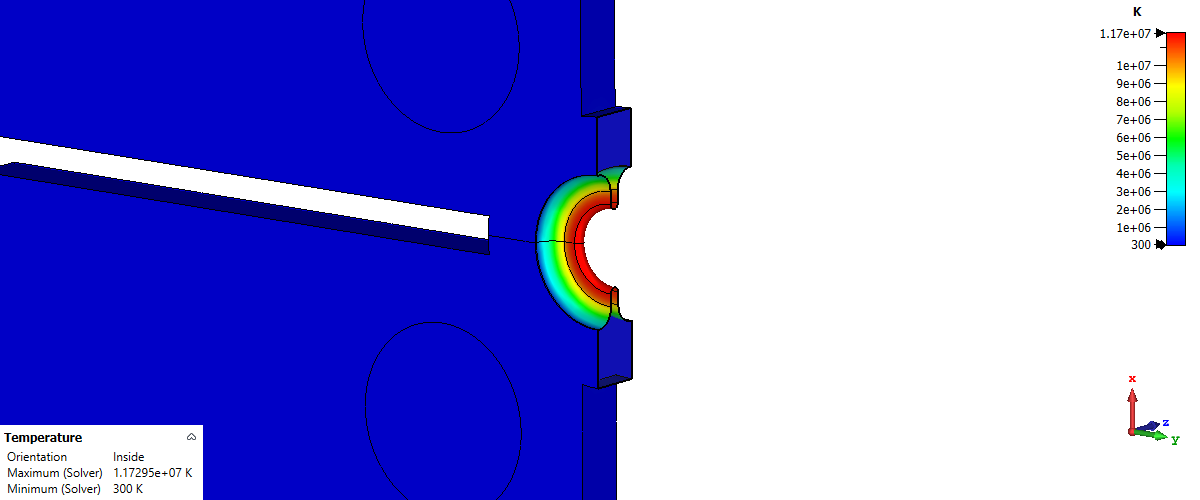 K
1.17e+07
1e+07
9e+06
8e+06
7e+06
6e+06
5e+06
4e+06
3e+06
2e+06
1e+06
300
x
z
y
Temperature
Orientation Inside
Maximum (Solver) 1.17295e+07 K
Minimum (Solver) 300 K